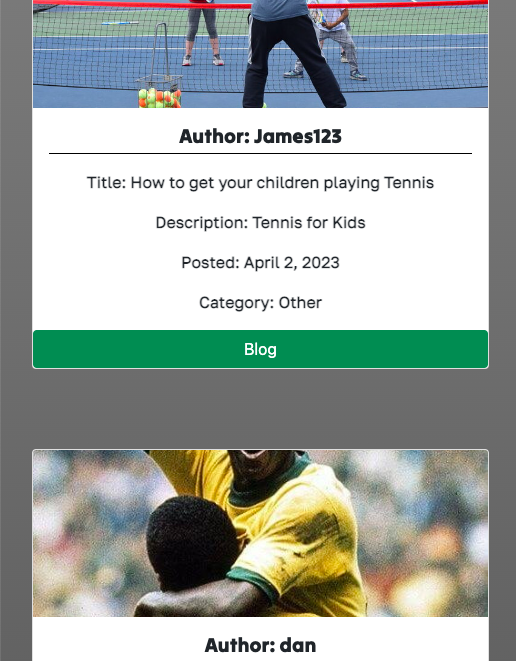 Author: James123
Title: How to get your children playing Tennis
Description: Tennis for Kids
Posted: April 2, 2023
Category: Other
Blog
Author: dan